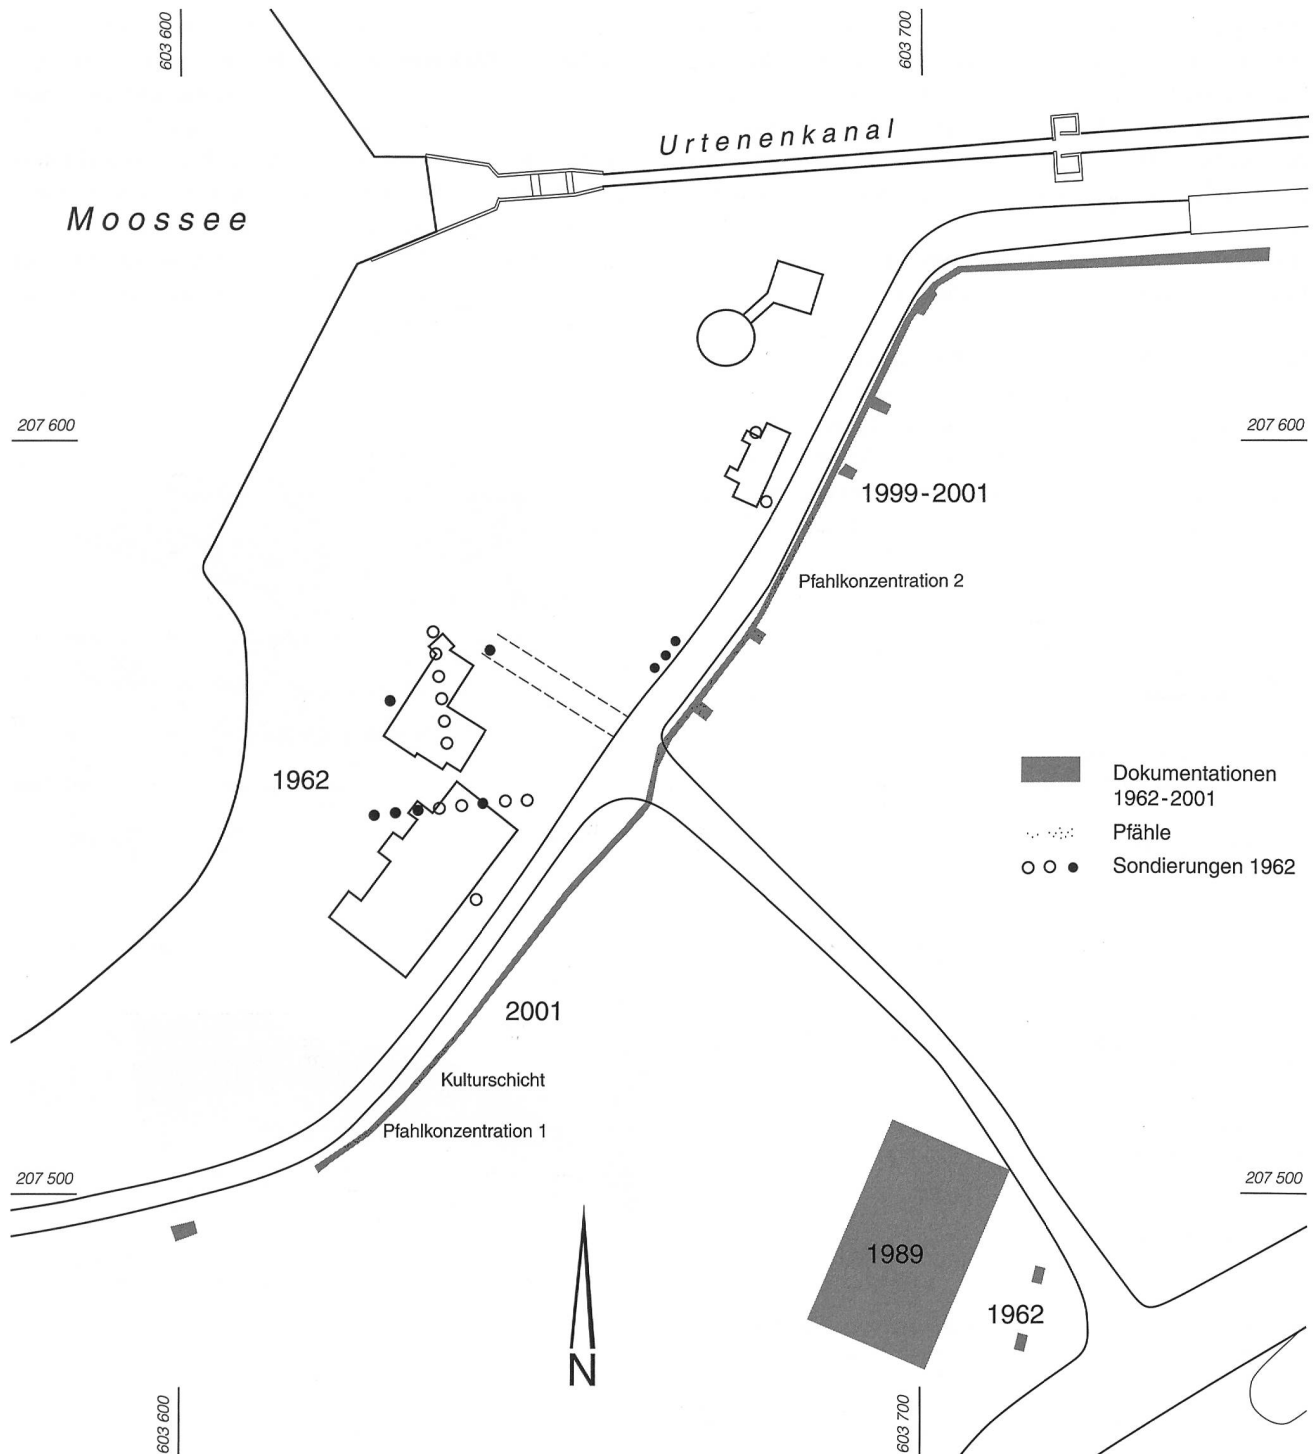 603 600
603 700
Urtenenkanal
Moossee
207 600
207 600
1999-2001
Pfahlkonzentration 2
1962
Dokumentationen
1962-2001
Pfähle
Sondierungen 1962
2001
Kulturschicht
Pfahlkonzentration 1
207 500
207 500
1989
1962
N
603 600
603 700